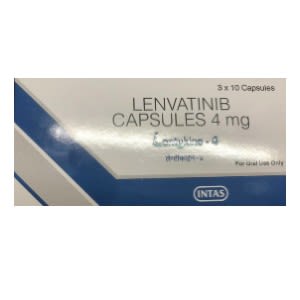 3 x 10 Capsules
LENVATINIB
CAPSULES 4 mg
For Oral Use Only
INTAS